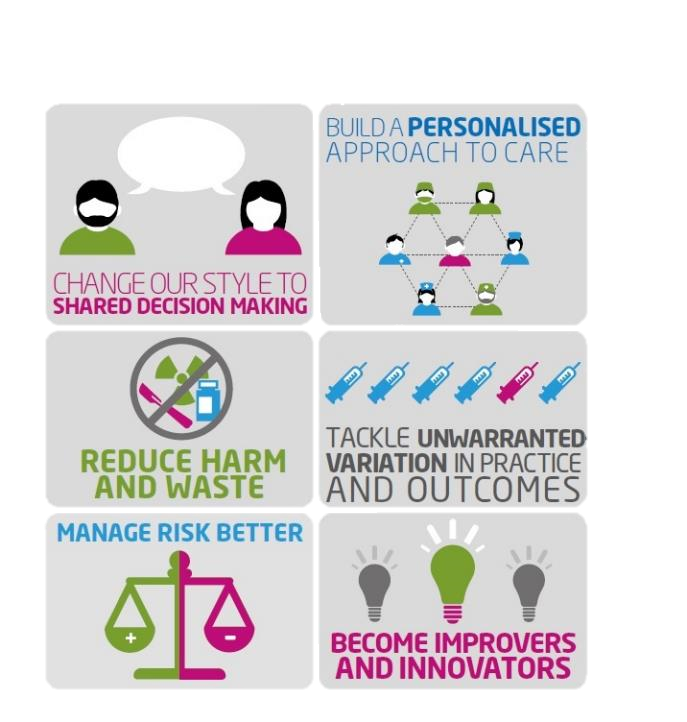 CHANGE OUR STYLE TO
SHARED DECISION MAKING
BUILD A PERSONALISED
APPROACH TO CARE
REDUCE HARM
AND WASTE
TACKLE UNWARRANTED
VARIATION IN PRACTICE
AND OUTCOMES
MANAGE RISK BETTER
+
-
BECOME IMPROVERS
AND INNOVATORS